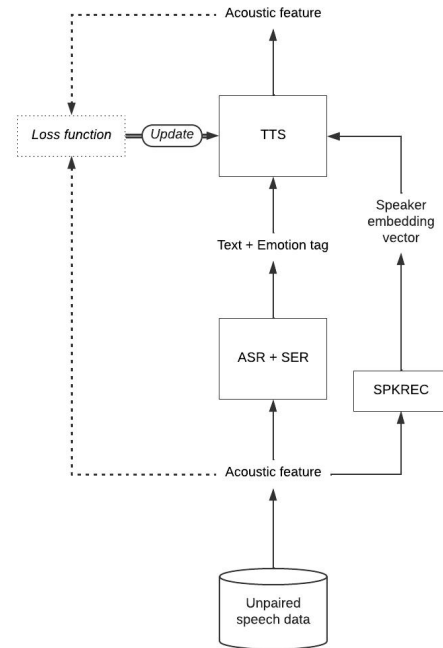 Acoustic feature
Loss function
Update
TTS
Speaker
embedding
vector
Text + Emotion tag
ASR + SER
SPKREC
Acoustic feature
Unpaired
speech data